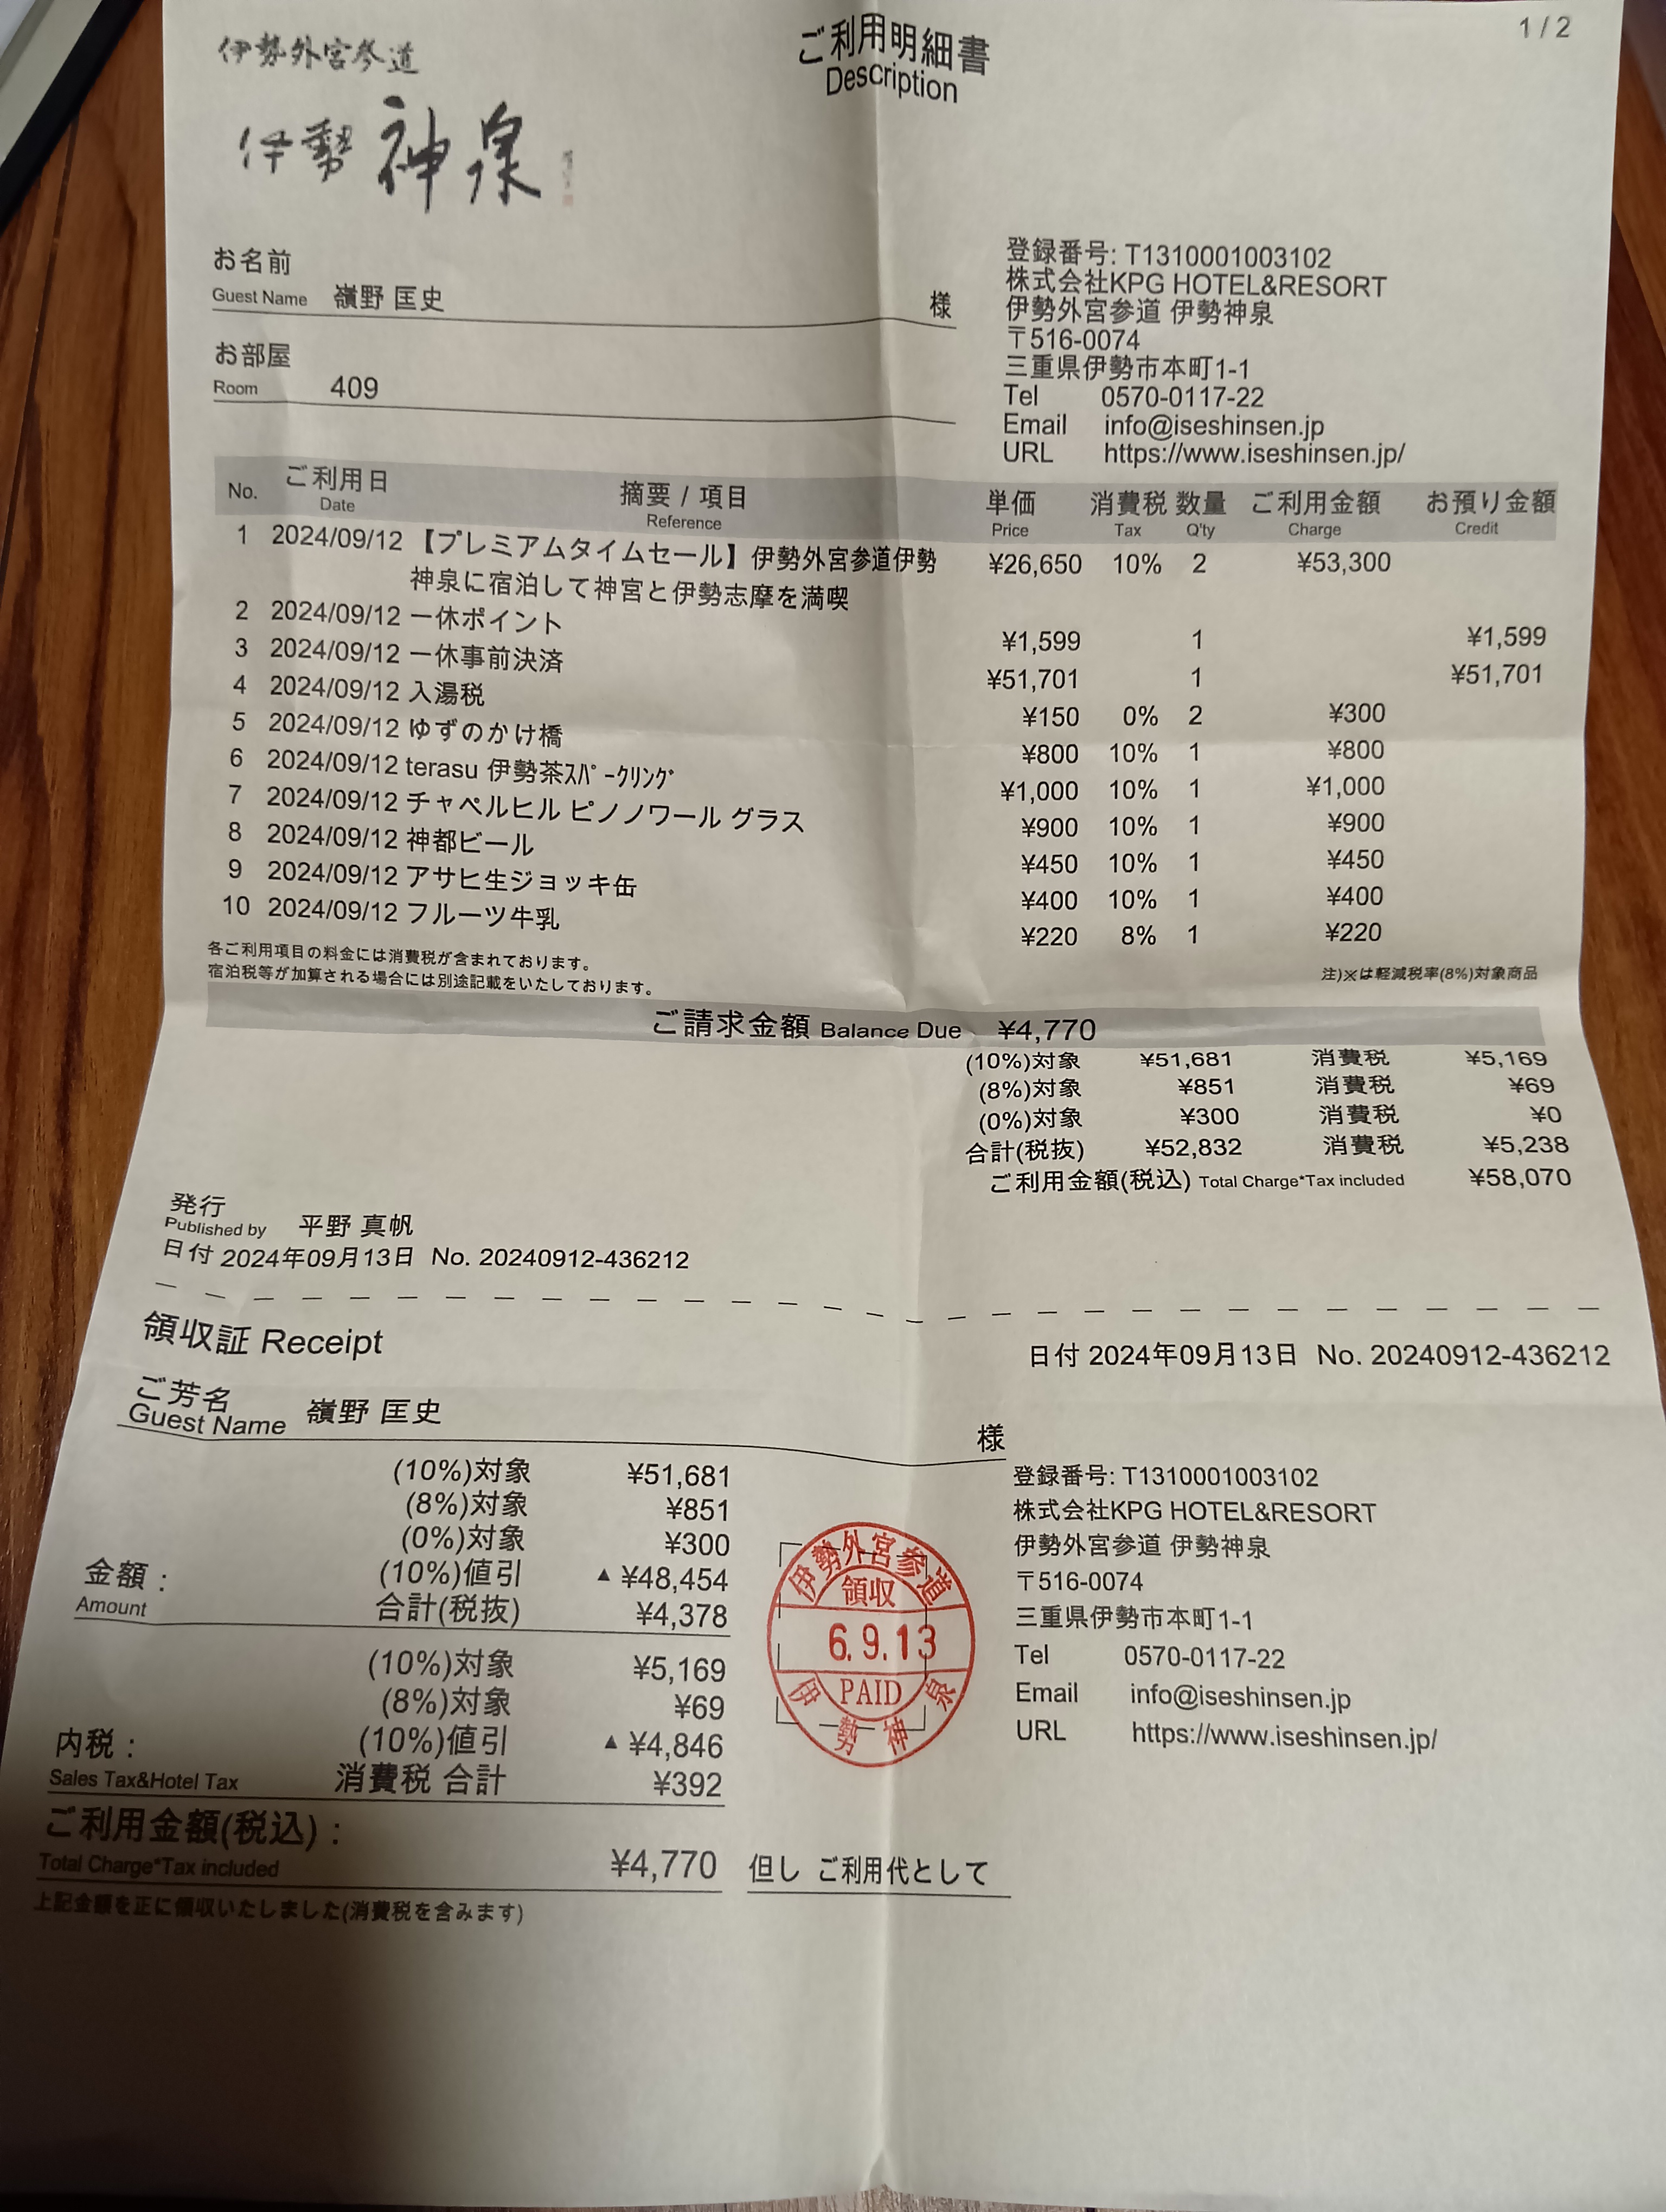 1 / 2
伊勢外宮参道
伊勢 神泉
ご利用明細書
Description
お名前
Guest Name 嶺野 匡史 様
お部屋
Room 409
登録番号: T1310001003102
株式会社KPG HOTEL&RESORT
伊勢外宮参道 伊勢神泉
〒516-0074
三重県伊勢市本町1-1
Tel 0570-0117-22
Email info@iseshinsen.jp
URL https://www.iseshinsen.jp/
No. ご利用日 摘要 / 項目 単価 消費税 数量 ご利用金額 お預り金額
Date Reference Price Tax Q'ty Charge Credit
1 2024/09/12 【プレミアムタイムセール】伊勢外宮参道伊勢 ¥26,650 10% 2 ¥53,300
神泉に宿泊して神宮と伊勢志摩を満喫
2 2024/09/12 一休ポイント ¥1,599 1 ¥1,599
3 2024/09/12 一休事前決済 ¥51,701 1 ¥51,701
4 2024/09/12 入湯税 ¥150 0% 2 ¥300
5 2024/09/12 ゆずのかけ橋 ¥800 10% 1 ¥800
6 2024/09/12 terasu 伊勢茶ｽﾊﾟｰｸﾘﾝｸﾞ ¥1,000 10% 1 ¥1,000
7 2024/09/12 チャペルヒル ピノノワール グラス ¥900 10% 1 ¥900
8 2024/09/12 神都ビール ¥450 10% 1 ¥450
9 2024/09/12 アサヒ生ジョッキ缶 ¥400 10% 1 ¥400
10 2024/09/12 フルーツ牛乳 ¥220 8% 1 ¥220
各ご利用項目の料金には消費税が含まれております。
宿泊税等が加算される場合には別途記載をいたしております。
注)※は軽減税率(8%)対象商品
ご請求金額 Balance Due ¥4,770
(10%)対象 ¥51,681 消費税 ¥5,169
(8%)対象 ¥851 消費税 ¥69
(0%)対象 ¥300 消費税 ¥0
合計(税抜) ¥52,832 消費税 ¥5,238
ご利用金額(税込) Total Charge*Tax included ¥58,070
発行
Published by 平野 真帆
日付 2024年09月13日 No. 20240912-436212
領収証 Receipt
日付 2024年09月13日 No. 20240912-436212
ご芳名
Guest Name 嶺野 匡史 様
(10%)対象 ¥51,681
(8%)対象 ¥851
(0%)対象 ¥300
金額 : (10%)値引 ▲ ¥48,454
Amount 合計(税抜) ¥4,378
(10%)対象 ¥5,169
(8%)対象 ¥69
内税 : (10%)値引 ▲ ¥4,846
Sales Tax&Hotel Tax 消費税 合計 ¥392
ご利用金額(税込) :
Total Charge*Tax included ¥4,770 但し ご利用代として
上記金額を正に領収いたしました(消費税を含みます)
伊勢外宮参道
領収
6.9.13
PAID
伊勢神泉
登録番号: T1310001003102
株式会社KPG HOTEL&RESORT
伊勢外宮参道 伊勢神泉
〒516-0074
三重県伊勢市本町1-1
Tel 0570-0117-22
Email info@iseshinsen.jp
URL https://www.iseshinsen.jp/